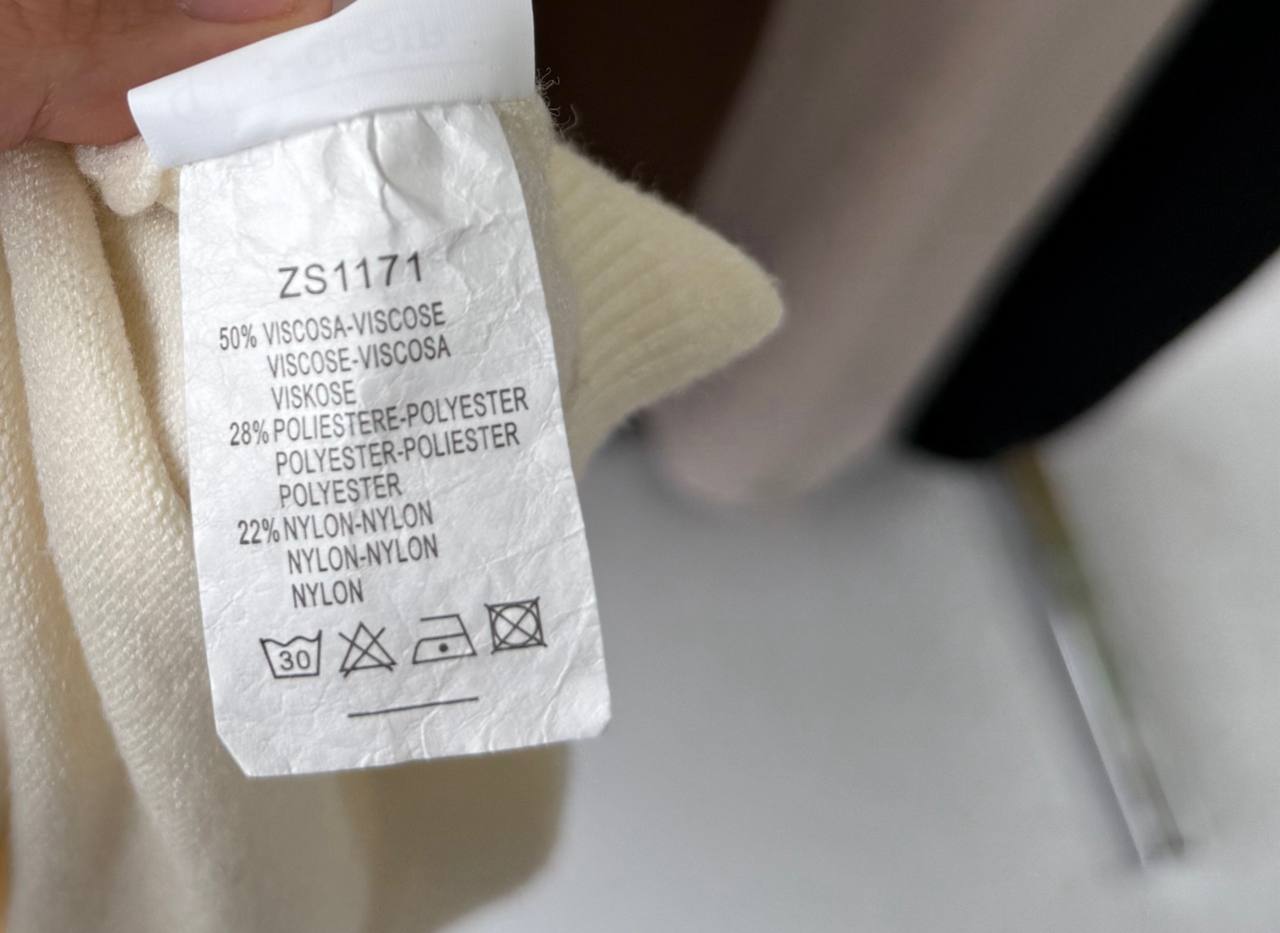 ZS1171
50% VISCOSA-VISCOSE
VISCOSE-VISCOSA
VISKOSE
28% POLIESTERE-POLYESTER
POLYESTER-POLIESTER
POLYESTER
22% NYLON-NYLON
NYLON-NYLON
NYLON
30